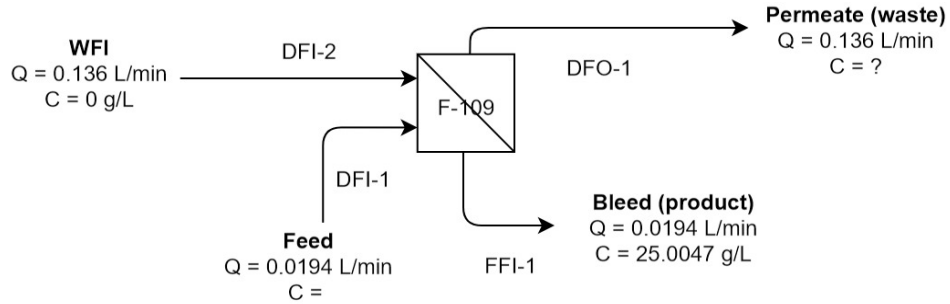 Permeate (waste)
Q = 0.136 L/min
C = ?
WFI
Q = 0.136 L/min
C = 0 g/L
DFI-2
DFO-1
F-109
DFI-1
Bleed (product)
Q = 0.0194 L/min
C = 25.0047 g/L
Feed
Q = 0.0194 L/min
C =
FFI-1